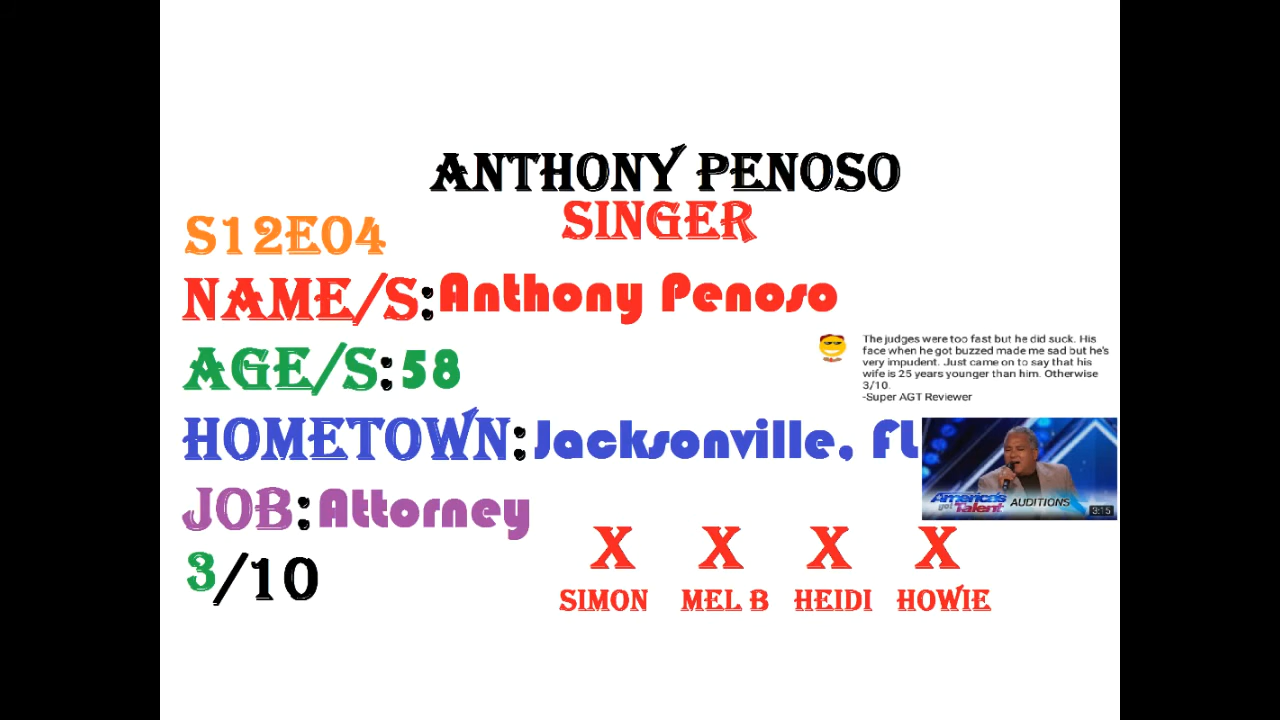 ANTHONY PENOSO
SINGER
S12E04
NAME/S:Anthony Penoso
AGE/S:58
The judges were too fast but he did suck. His
face when he got buzzed made me sad but he's
very impudent. Just came on to say that his
wife is 25 years younger than him. Otherwise
3/10.
-Super AGT Reviewer
HOMETOWN:Jacksonville, FL
America's
got Talent AUDITIONS
3:15
JOB:Attorney
X X X X
SIMON MEL B HEIDI HOWIE
3/10